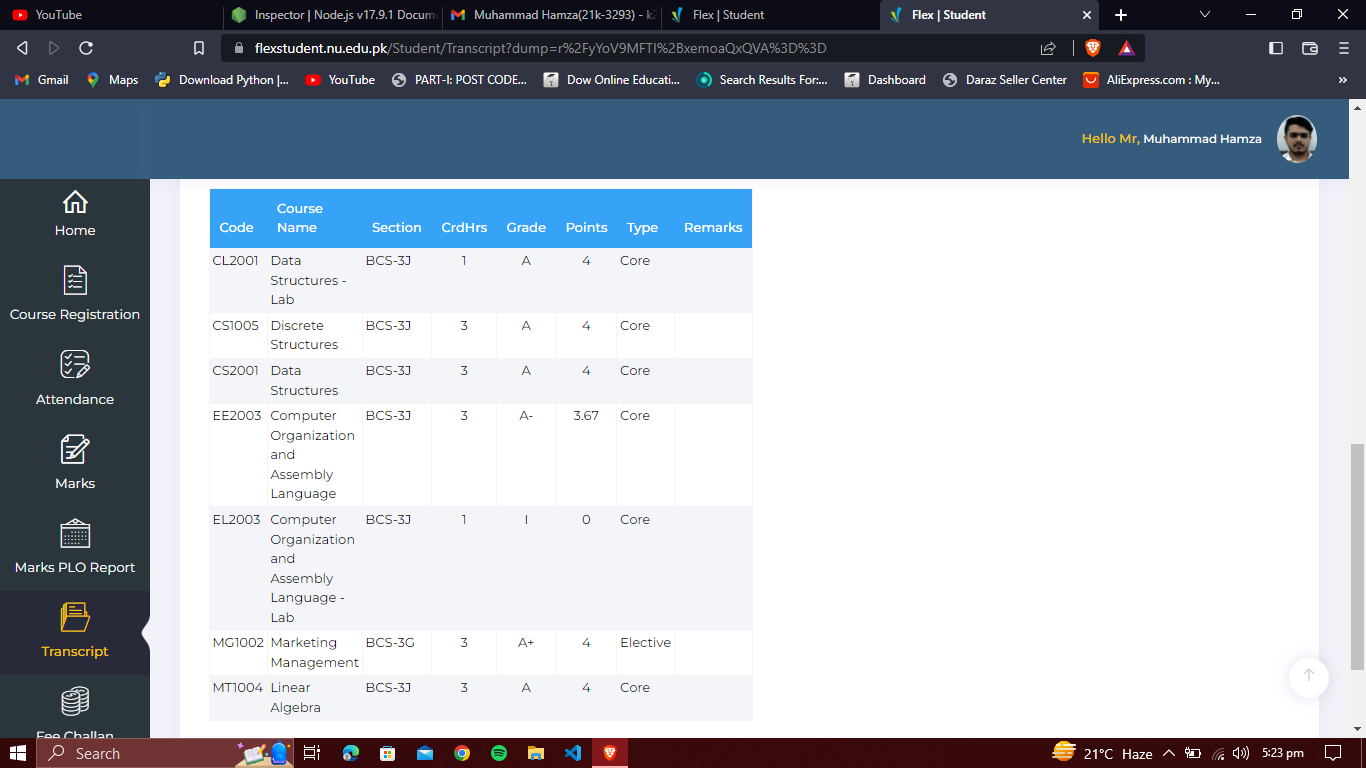 YouTube
Inspector | Node.js v17.9.1 Docum
Muhammad Hamza(21k-3293) - k2
Flex | Student
Flex | Student
flexstudent.nu.edu.pk/Student/Transcript?dump=r%2FyYoV9MFTI%2BxemoaQxQVA%3D%3D
Gmail
Maps
Download Python |...
YouTube
PART-I: POST CODE...
Dow Online Educati...
Search Results For:...
Dashboard
Daraz Seller Center
AliExpress.com : My...
Hello Mr, Muhammad Hamza
Home
Course Registration
Attendance
Marks
Marks PLO Report
Transcript
Fee Challan
Code Course Name Section CrdHrs Grade Points Type Remarks
CL2001 Data BCS-3J 1 A 4 Core
Structures -
Lab
CS1005 Discrete BCS-3J 3 A 4 Core
Structures
CS2001 Data BCS-3J 3 A 4 Core
Structures
EE2003 Computer BCS-3J 3 A- 3.67 Core
Organization
and
Assembly
Language
EL2003 Computer BCS-3J 1 I 0 Core
Organization
and
Assembly
Language -
Lab
MG1002 Marketing BCS-3G 3 A+ 4 Elective
Management
MT1004 Linear BCS-3J 3 A 4 Core
Algebra
Search
21°C Haze
5:23 pm